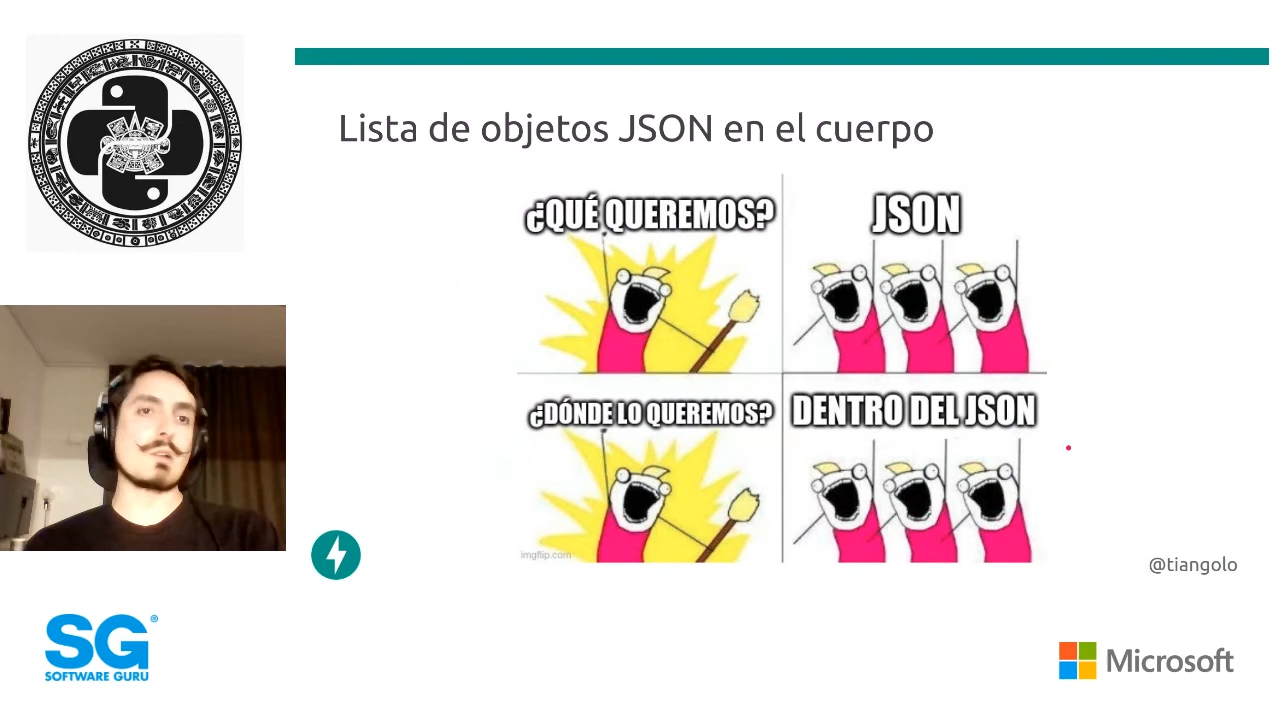 Lista de objetos JSON en el cuerpo
¿QUÉ QUEREMOS?
JSON
¿DÓNDE LO QUEREMOS?
DENTRO DEL JSON
imgflip.com
@tiangolo
SG®
SOFTWARE GURU
Microsoft